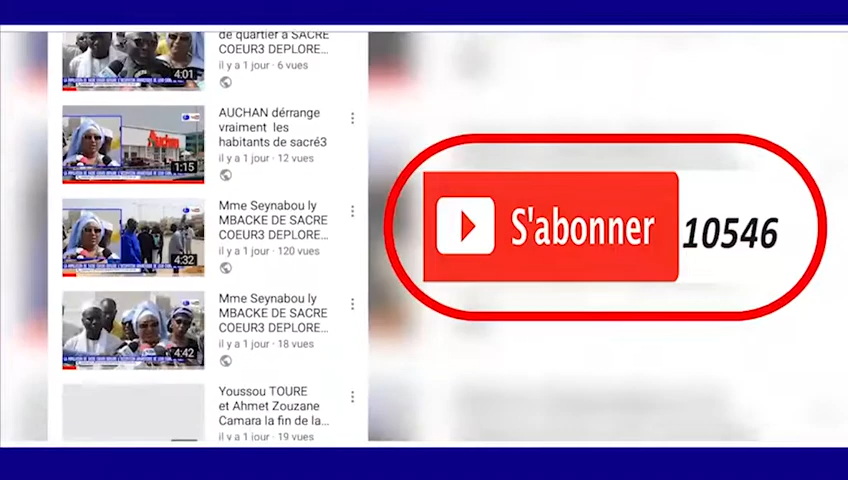 de quartier à SACRE
COEUR3 DEPLORE...
il y a 1 jour · 6 vues
4:01
AUCHAN dérrange
vraiment les
habitants de sacré3
il y a 1 jour · 12 vues
Auchan
1:15
Mme Seynabou ly
MBACKE DE SACRE
COEUR3 DEPLORE...
il y a 1 jour · 120 vues
4:32
Mme Seynabou ly
MBACKE DE SACRE
COEUR3 DEPLORE...
il y a 1 jour · 18 vues
4:42
Youssou TOURE
et Ahmet Zouzane
Camara la fin de la...
il y a 1 jour · 19 vues
S'abonner
10546